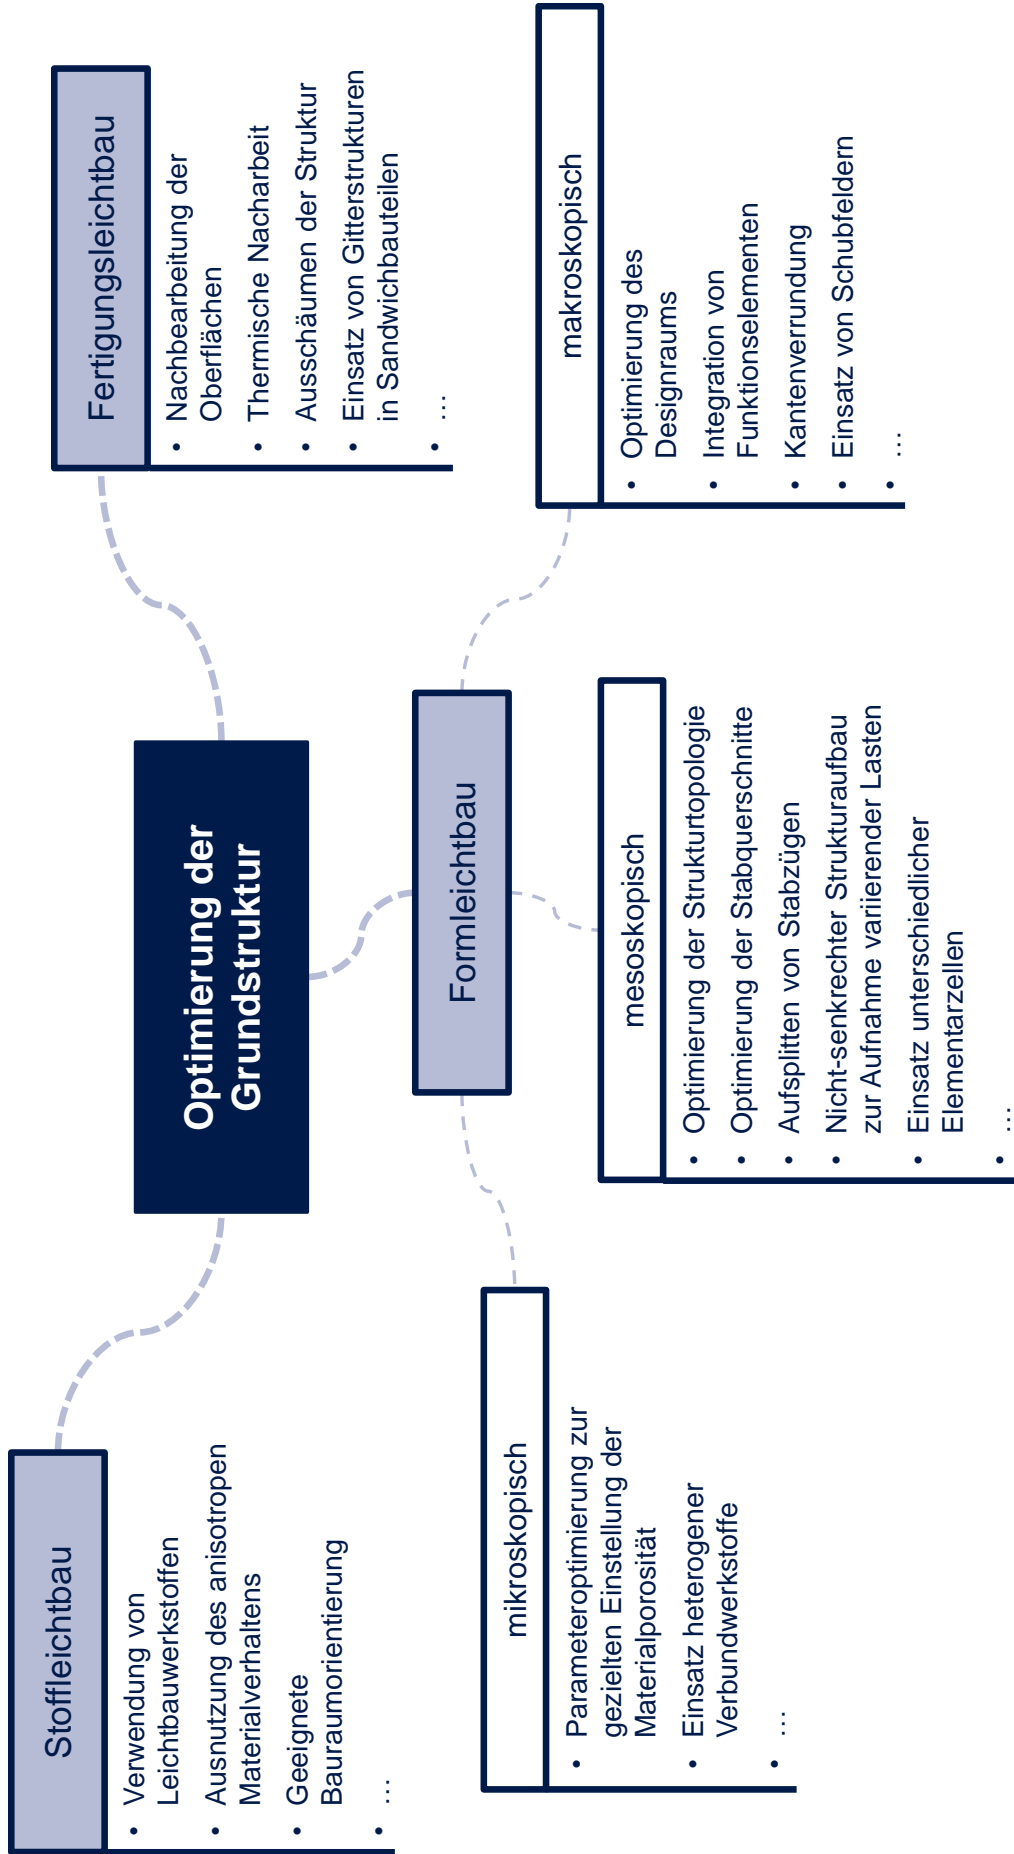 Optimierung der
Grundstruktur
Stoffleichtbau
• Verwendung von
Leichtbauwerkstoffen
• Ausnutzung des anisotropen
Materialverhaltens
• Geeignete
Bauraumorientierung
• …
Formleichtbau
mikroskopisch
• Parameteroptimierung zur
gezielten Einstellung der
Materialporosität
• Einsatz heterogener
Verbundwerkstoffe
• …
mesoskopisch
• Optimierung der Strukturtopologie
• Optimierung der Stabquerschnitte
• Aufsplitten von Stabzügen
• Nicht-senkrechter Strukturaufbau
zur Aufnahme variierender Lasten
• Einsatz unterschiedlicher
Elementarzellen
• …
makroskopisch
• Optimierung des
Designraums
• Integration von
Funktionselementen
• Kantenverrundung
• Einsatz von Schubfeldern
• …
Fertigungsleichtbau
• Nachbearbeitung der
Oberflächen
• Thermische Nacharbeit
• Ausschäumen der Struktur
• Einsatz von Gitterstrukturen
in Sandwichbauteilen
• …